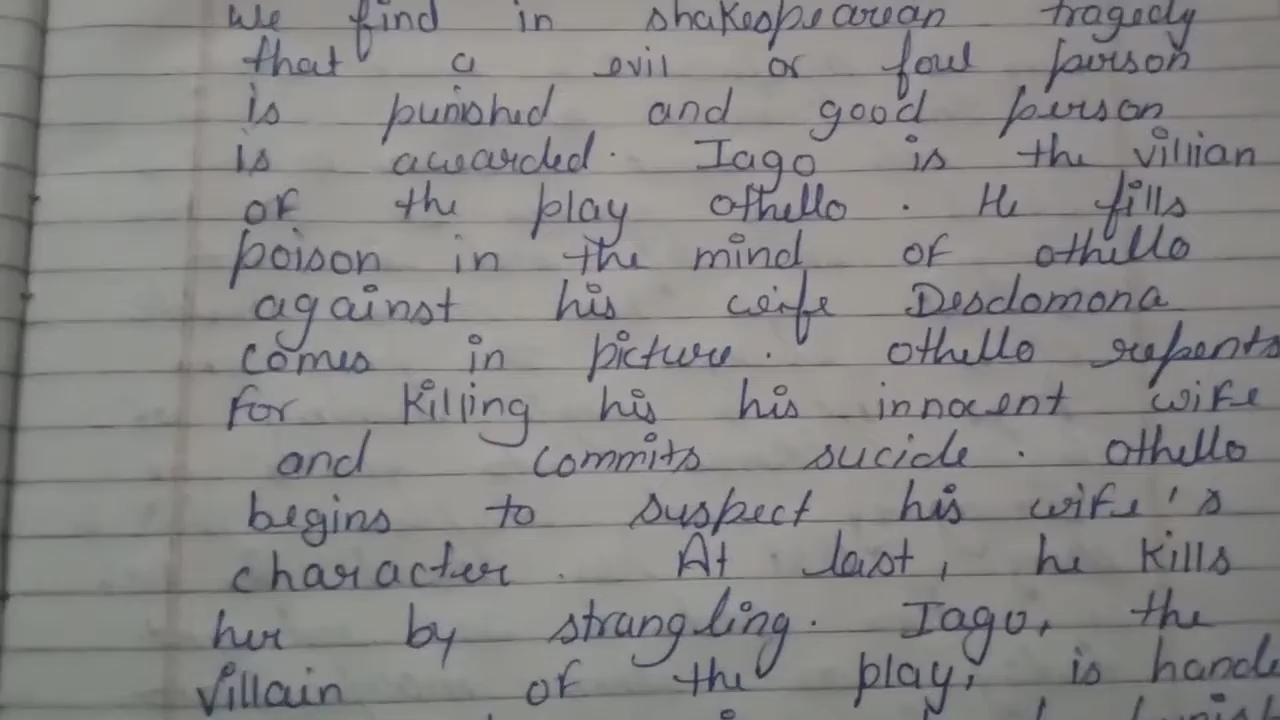 We find in shakespearean tragedy
that a evil or foul person
is punished and good person
is awarded. Iago is the villian
of the play othello. He fills
poison in the mind of othello
against his wife Desdomona
comes in picture. othello repents
for killing his his innocent wife
and commits sucide. Othello
begins to suspect his wife's
character. At last, he kills
her by strangling. Iago, the
villain of the play, is hande